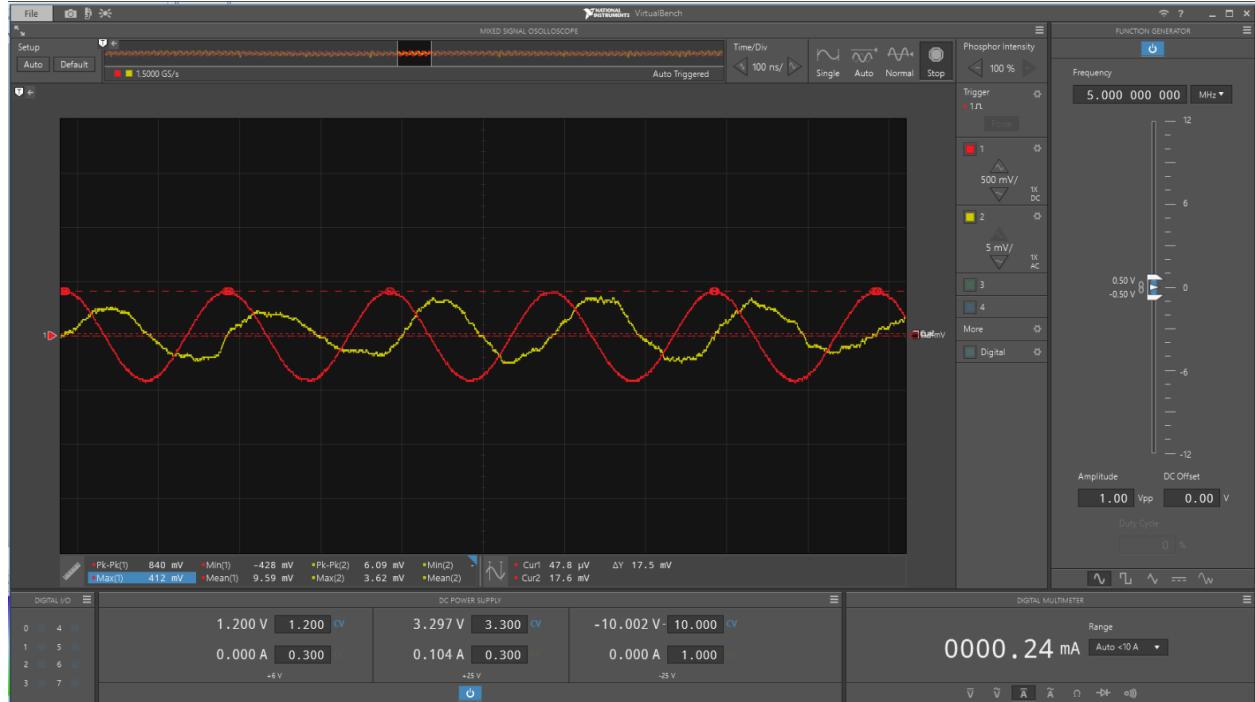 File
NATIONAL INSTRUMENTS VirtualBench
?
MIXED SIGNAL OSCILLOSCOPE
FUNCTION GENERATOR
Setup
Auto Default
T
1.5000 GS/s
Auto Triggered
Time/Div
100 ns/
Single Auto Normal Stop
Phosphor Intensity
100 %
Trigger
1
Force
1
500 mV/
1X
DC
2
5 mV/
1X
AC
3
4
More
Digital
T
1
Frequency
5.000 000 000 MHz
12
6
0.50 V
-0.50 V
0
-6
-12
Amplitude DC Offset
1.00 Vpp 0.00 V
Duty Cycle
0 %
Pk-Pk(1) 840 mV Min(1) -428 mV Pk-Pk(2) 6.09 mV Min(2)
Max(1) 412 mV Mean(1) 9.59 mV Max(2) 3.62 mV Mean(2)
Cur1 47.8 µV ΔY 17.5 mV
Cur2 17.6 mV
DIGITAL I/O
0 4
1 5
2 6
3 7
DC POWER SUPPLY
1.200 V 1.200 CV 3.297 V 3.300 CV -10.002 V - 10.000 CV
0.000 A 0.300 0.104 A 0.300 0.000 A 1.000
+6 V +25 V -25 V
DIGITAL MULTIMETER
Range
0000.24 mA Auto <10 A
V V A A Ω